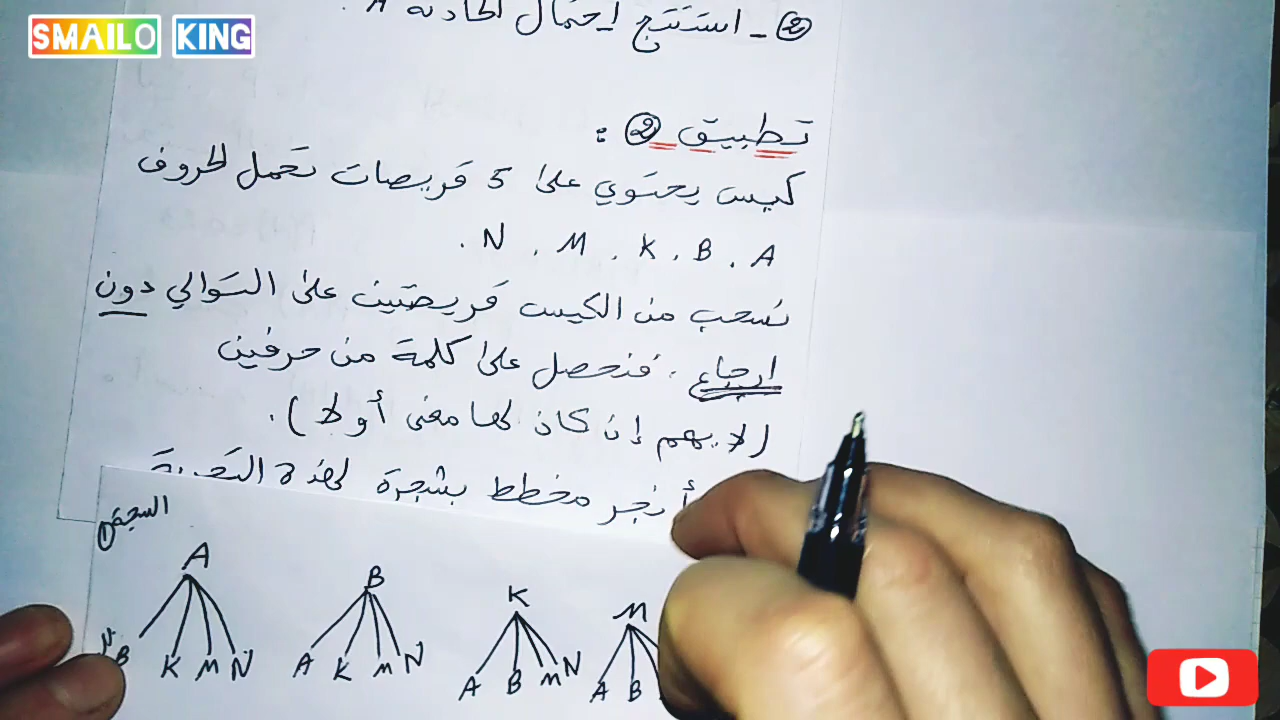 SMAILO KING
②- استنتج احتمال الحادثة A.
تطبيق ② :
كيس يحتوي على 5 قريصات تحمل الحروف
A . B . K . M . N .
نسحب من الكيس قريصتين على التوالي دون
ارجاع . فنحصل على كلمة من حرفين
(لا يهم إن كان لها معنى أو لا).
أنجز مخطط بشجرة لهذه التجربة
A
B
K
M
B K M N
A K M N
A B M N
A B